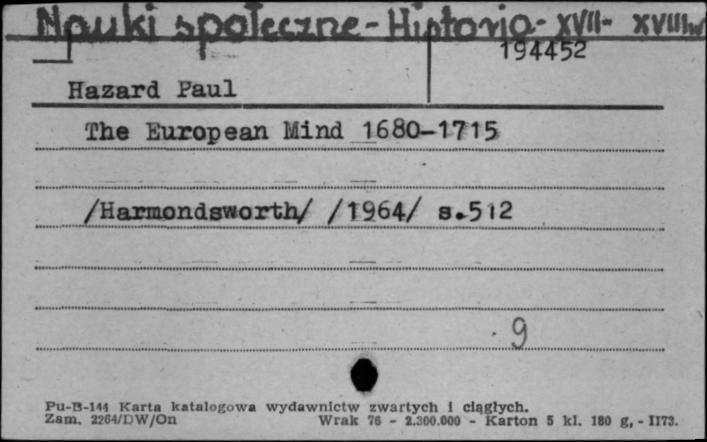 Nauki społeczne - Historia - XVII - XVIII w
194452
Hazard Paul
The European Mind 1680-1715
/Harmondsworth/ /1964/ s.512
9
Pu-B-144 Karta katalogowa wydawnictw zwartych i ciągłych.
Zam. 2264/DW/On Wrak 76 - 2.300.000 - Karton 5 kl. 180 g. - II73.